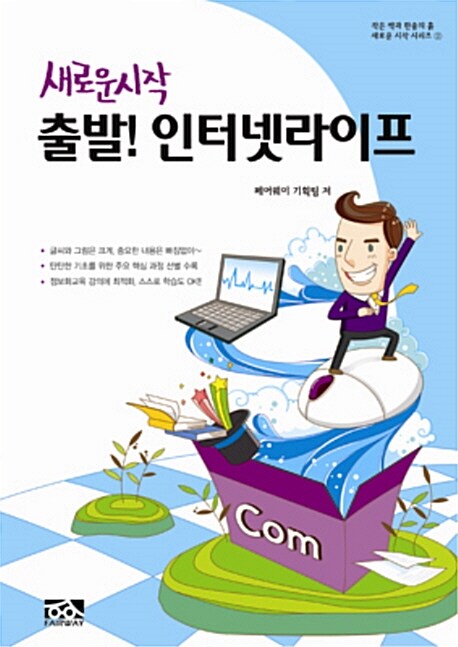 작은 책과 한송의 흙
새로운 시작 시리즈 ②
새로운시작
출발! 인터넷라이프
페어웨이 기획팀 저
• 글씨와 그림은 크게, 중요한 내용은 빠짐없이~
• 탄탄한 기초를 위한 주요 핵심 과정 선별 수록
• 정보화교육 강의에 최적화, 스스로 학습도 OK!!
Com
FAIRWAY